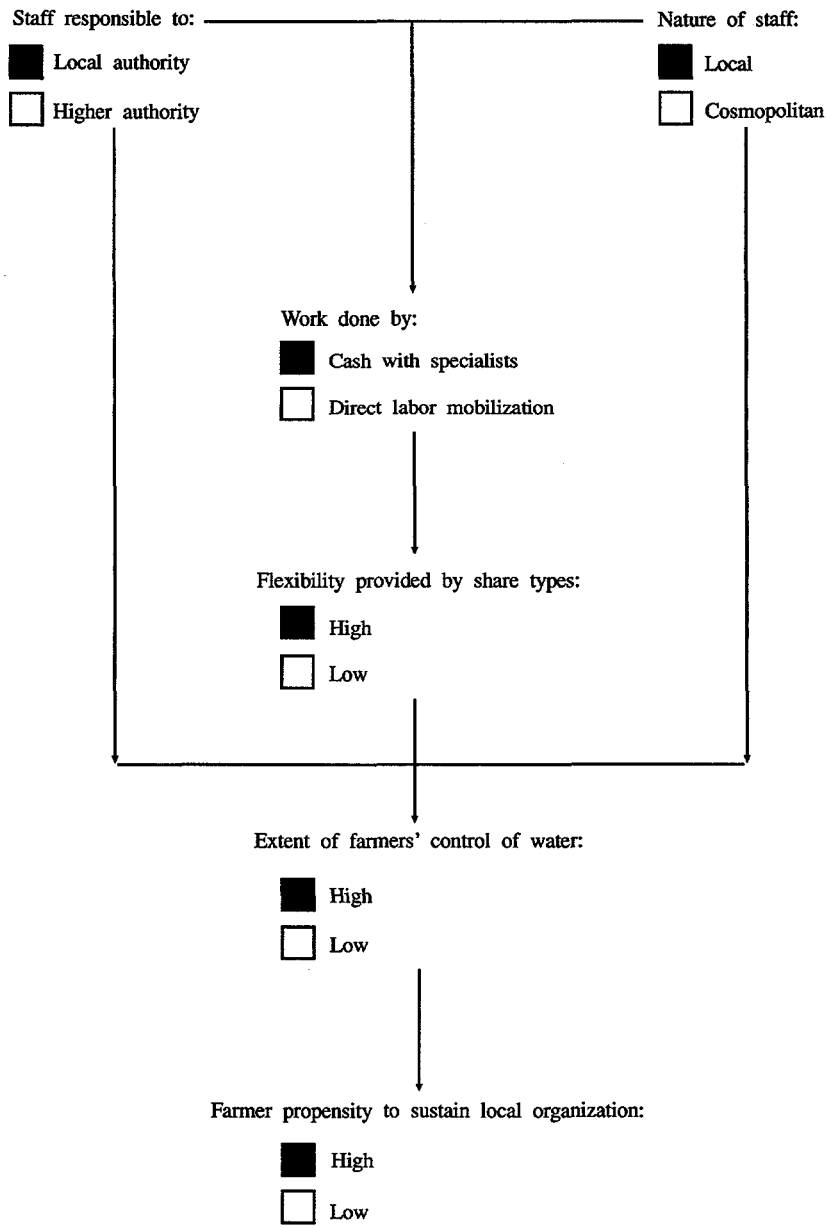 Staff responsible to:
Local authority
Higher authority
Nature of staff:
Local
Cosmopolitan
Work done by:
Cash with specialists
Direct labor mobilization
Flexibility provided by share types:
High
Low
Extent of farmers' control of water:
High
Low
Farmer propensity to sustain local organization:
High
Low